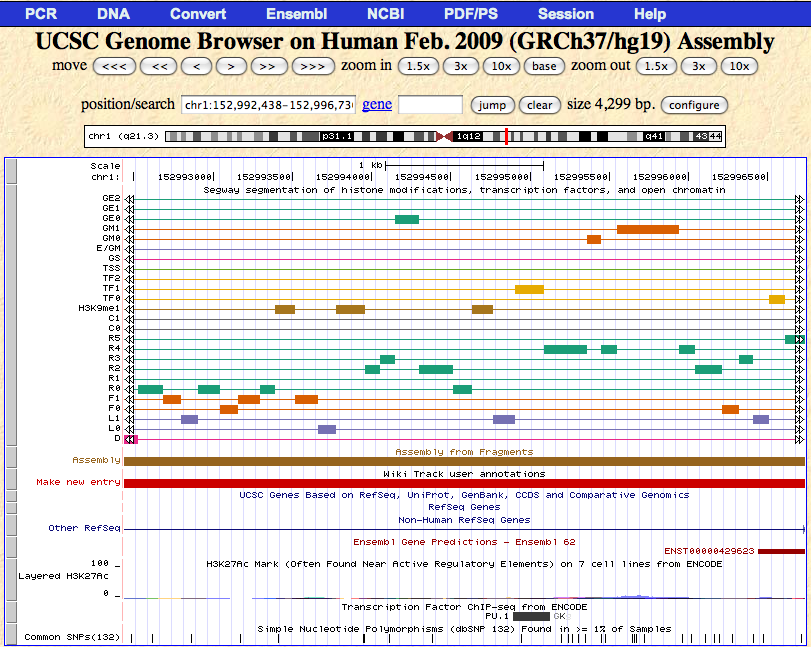 PCR DNA Convert Ensembl NCBI PDF/PS Session Help
UCSC Genome Browser on Human Feb. 2009 (GRCh37/hg19) Assembly
move <<< << < > >> >>> zoom in 1.5x 3x 10x base zoom out 1.5x 3x 10x
position/search chr1:152,992,438-152,996,73 gene jump clear size 4,299 bp. configure
chr1 (q21.3) p31.1 1q12 q41 43 44
Scale 1 kb
chr1: 152993000 152993500 152994000 152994500 152995000 152995500 152996000 152996500
Segway segmentation of histone modifications, transcription factors, and open chromatin
GE2
GE1
GE0
GM1
GM0
E/GM
GS
TSS
TF2
TF1
TF0
H3K9me1
C1
C0
R5
R4
R3
R2
R1
R0
F1
F0
L1
L0
D
Assembly from Fragments
Assembly
Wiki Track user annotations
Make new entry
UCSC Genes Based on RefSeq, UniProt, GenBank, CCDS and Comparative Genomics
RefSeq Genes
Non-Human RefSeq Genes
Other RefSeq
Ensembl Gene Predictions - Ensembl 62
ENST00000429623
100 _ H3K27Ac Mark (Often Found Near Active Regulatory Elements) on 7 cell lines from ENCODE
Layered H3K27Ac
0 _
Transcription Factor ChIP-seq from ENCODE
PU.1 GK
Simple Nucleotide Polymorphisms (dbSNP 132) Found in >= 1% of Samples
Common SNPs(132)